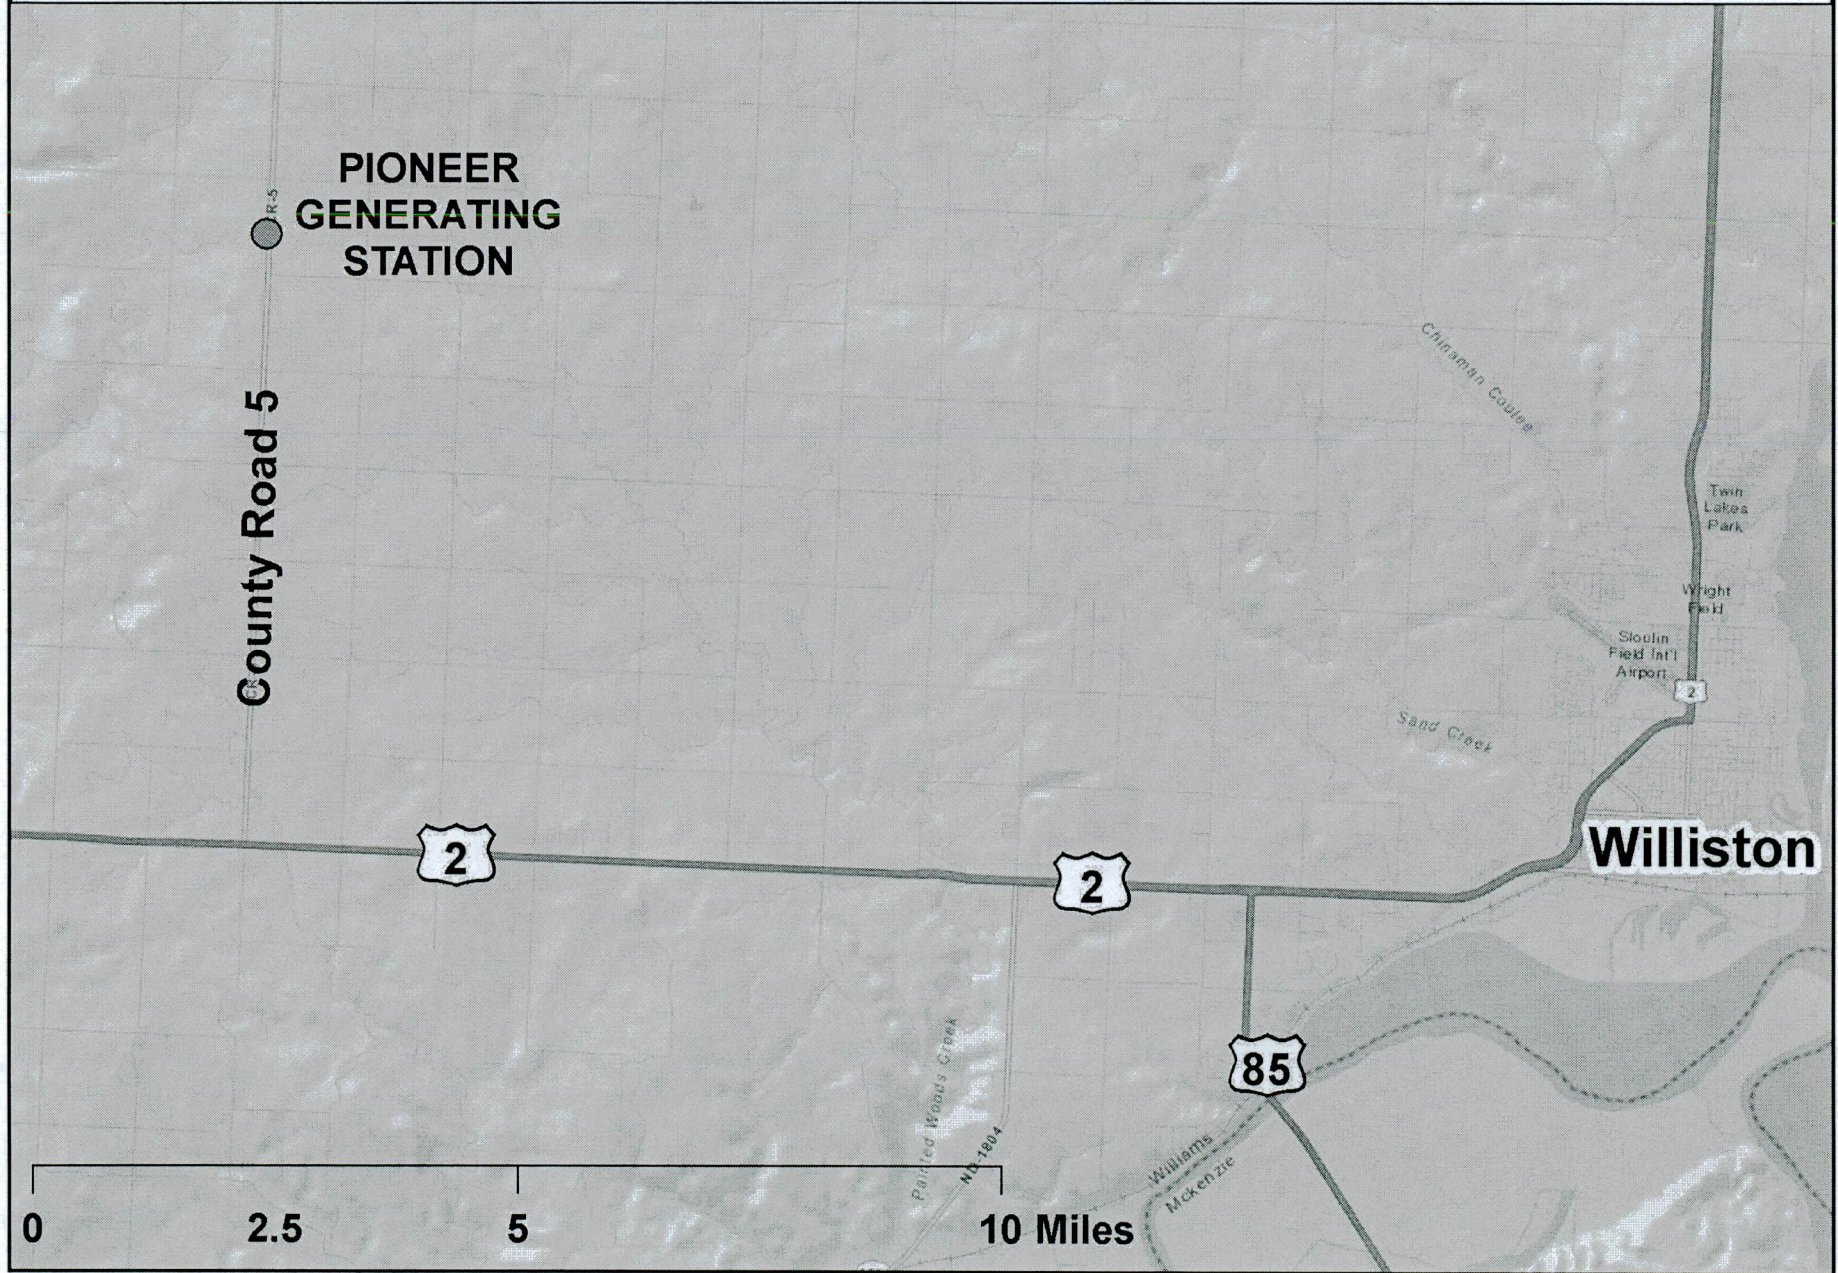 PIONEER
GENERATING
STATION
R-5
County Road 5
Chinaman Coulee
Twin
Lakes
Park
Wright
Field
Sloulin
Field Int'l
Airport
2
Sand Creek
2
2
Williston
85
Painted Woods Creek
ND-1804
Williams
Mckenzie
0
2.5
5
10 Miles